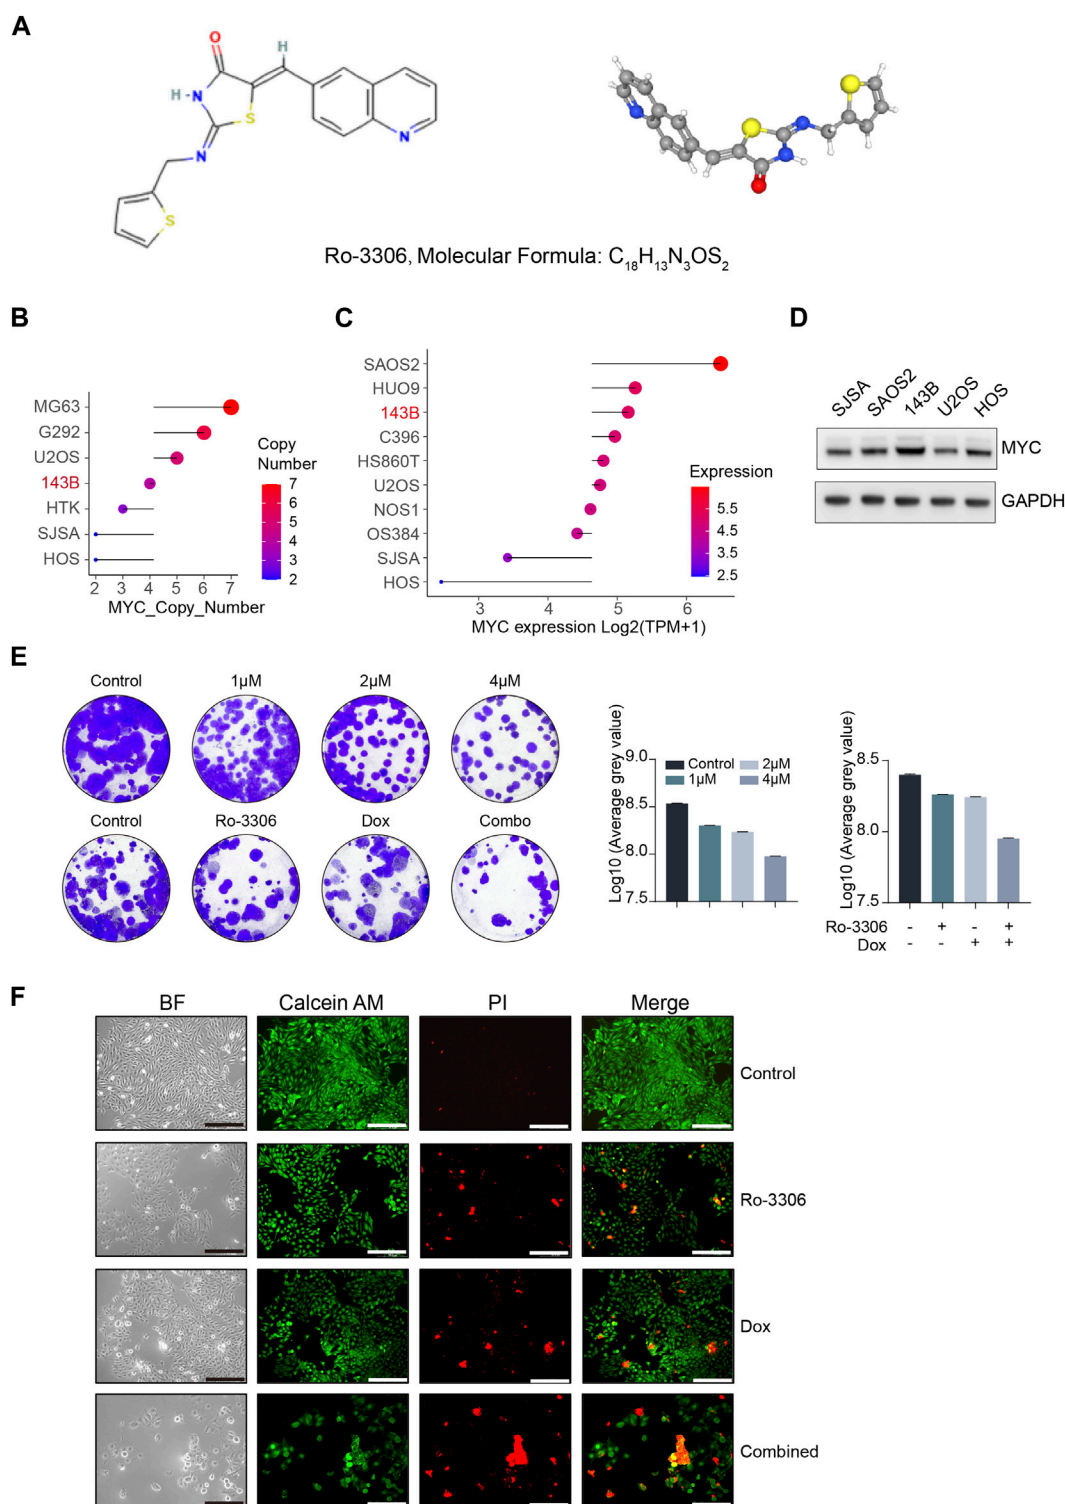 A
O
H
H N
S
N
N
S
Ro-3306, Molecular Formula: C18H13N3OS2
B
MG63
G292
U2OS
143B
HTK
SJSA
HOS
2 3 4 5 6 7
MYC_Copy_Number
Copy
Number
7
6
5
4
3
2
C
SAOS2
HUO9
143B
C396
HS860T
U2OS
NOS1
OS384
SJSA
HOS
3 4 5 6
MYC expression Log2(TPM+1)
Expression
5.5
4.5
3.5
2.5
D
SJSA SAOS2 143B U2OS HOS
MYC
GAPDH
E
Control 1µM 2µM 4µM
Control Ro-3306 Dox Combo
Log10 (Average grey value)
9.0
8.5
8.0
7.5
Control 2µM
1µM 4µM
Log10 (Average grey value)
8.5
8.0
7.5
Ro-3306 - + - +
Dox - - + +
F
BF Calcein AM PI Merge
Control
Ro-3306
Dox
Combined